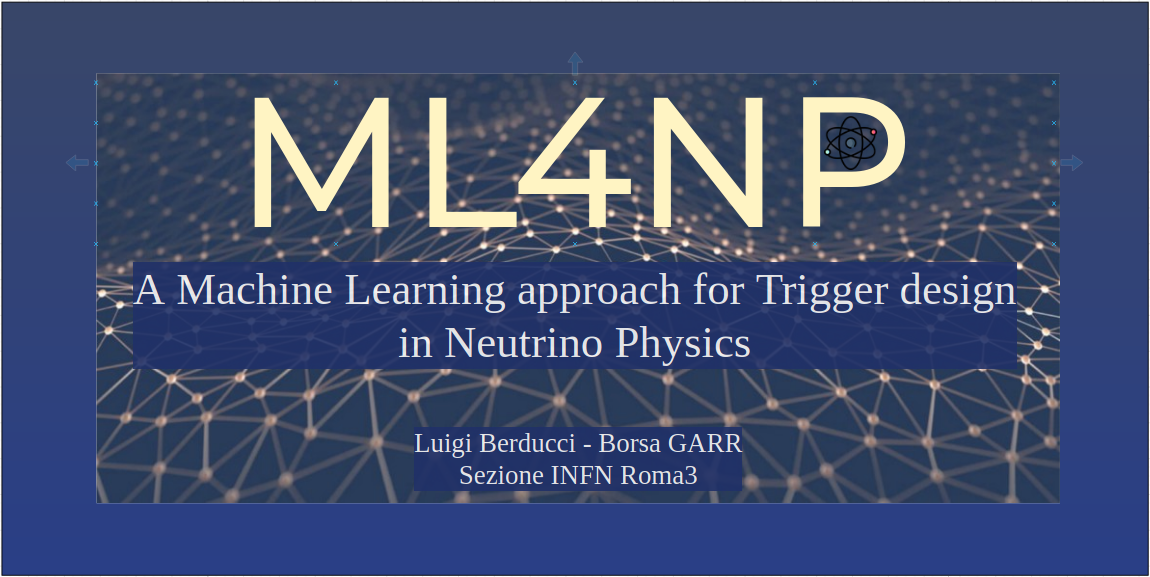 ML4NP
A Machine Learning approach for Trigger design
in Neutrino Physics
Luigi Berducci - Borsa GARR
Sezione INFN Roma3